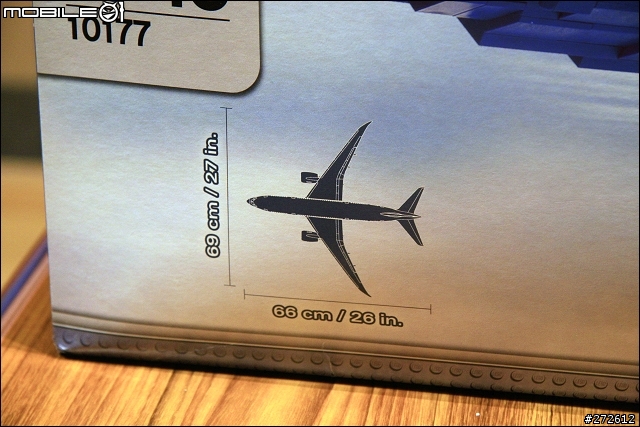 MOBILE01
10177
69 cm / 27 in.
66 cm / 26 in.
#272612